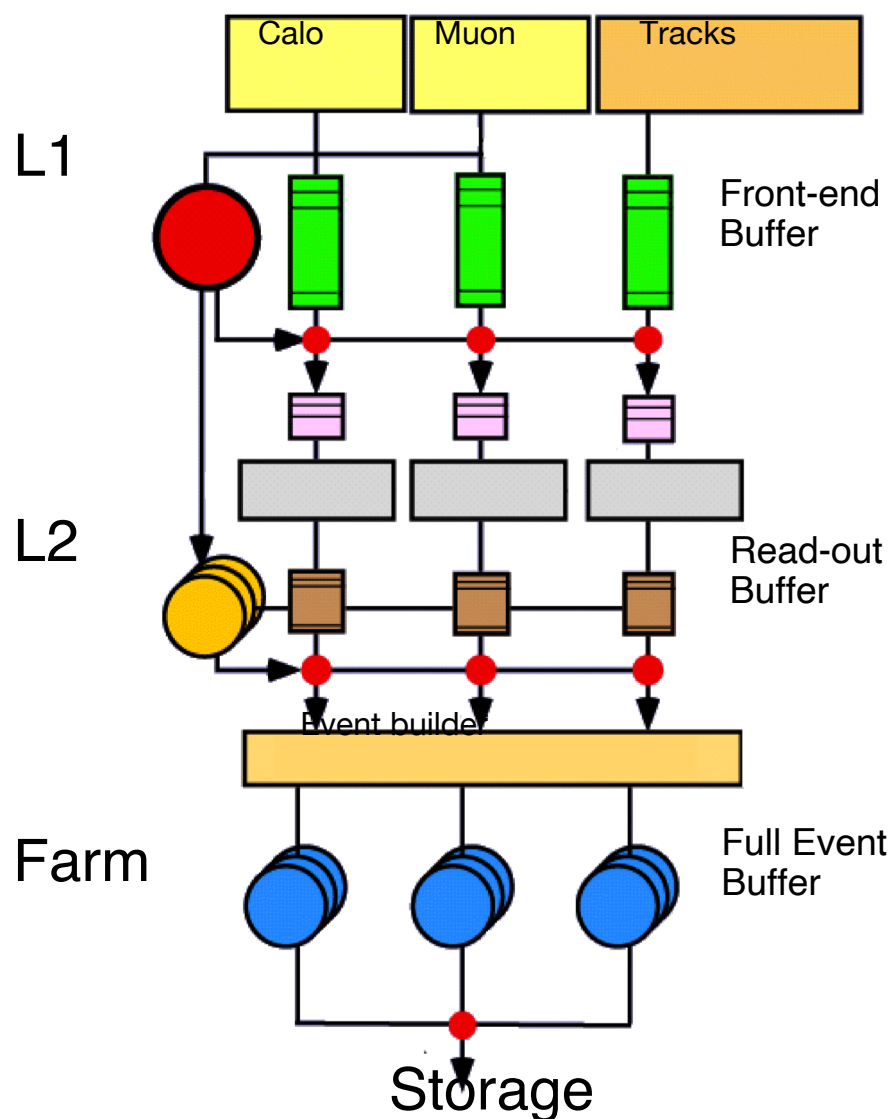 Calo
Muon
Tracks
L1
Front-end
Buffer
L2
Read-out
Buffer
Event builder
Farm
Full Event
Buffer
Storage